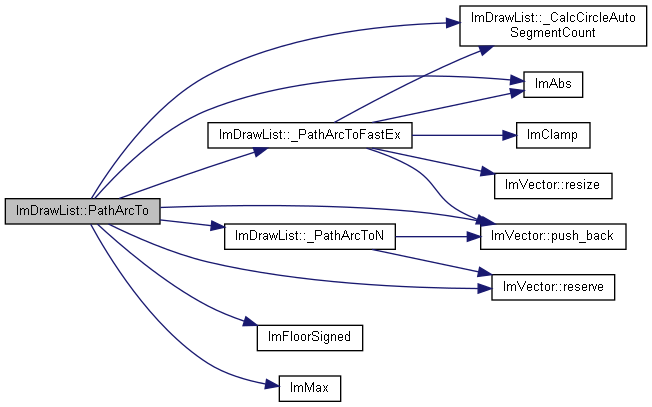 ImDrawList::_CalcCircleAuto
SegmentCount
ImAbs
ImDrawList::_PathArcToFastEx
ImClamp
ImVector::resize
ImDrawList::PathArcTo
ImDrawList::_PathArcToN
ImVector::push_back
ImVector::reserve
ImFloorSigned
ImMax